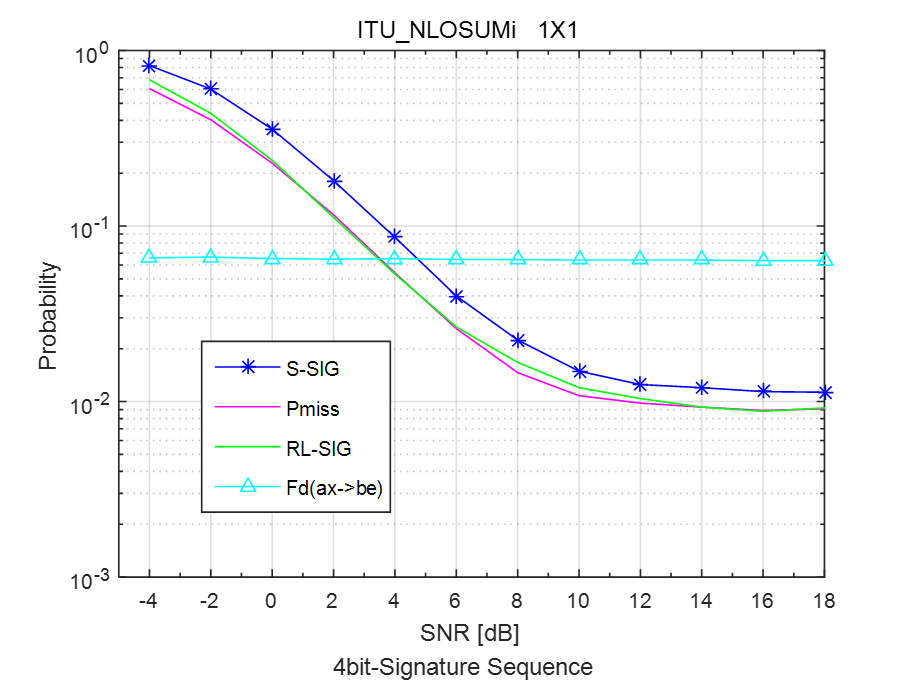 ITU_NLOSUMi 1X1
10^0
10^-1
10^-2
10^-3
Probability
S-SIG
Pmiss
RL-SIG
Fd(ax->be)
-4 -2 0 2 4 6 8 10 12 14 16 18
SNR [dB]
4bit-Signature Sequence